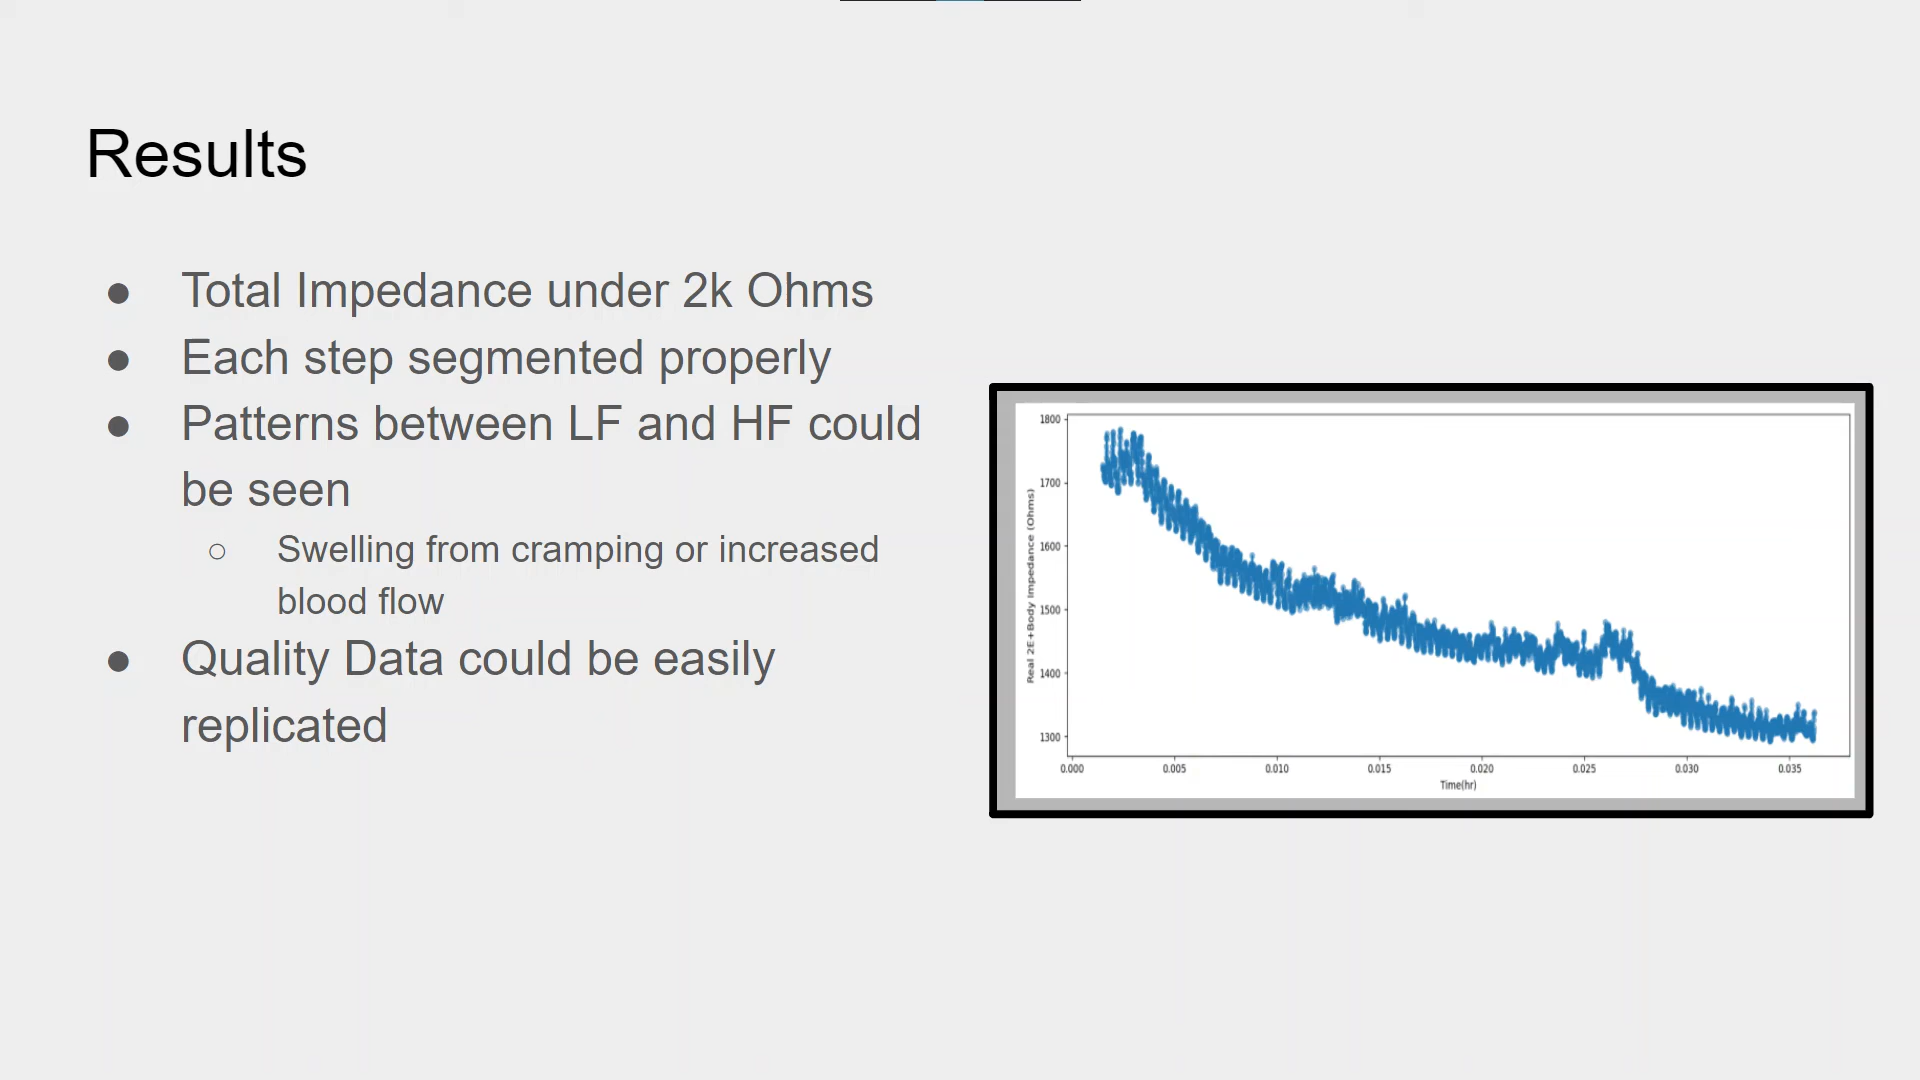 Results
● Total Impedance under 2k Ohms
● Each step segmented properly
● Patterns between LF and HF could
be seen
○ Swelling from cramping or increased
blood flow
● Quality Data could be easily
replicated
Real 2E+Body Impedance (Ohms)
1800
1700
1600
1500
1400
1300
0.000 0.005 0.010 0.015 0.020 0.025 0.030 0.035
Time(hr)